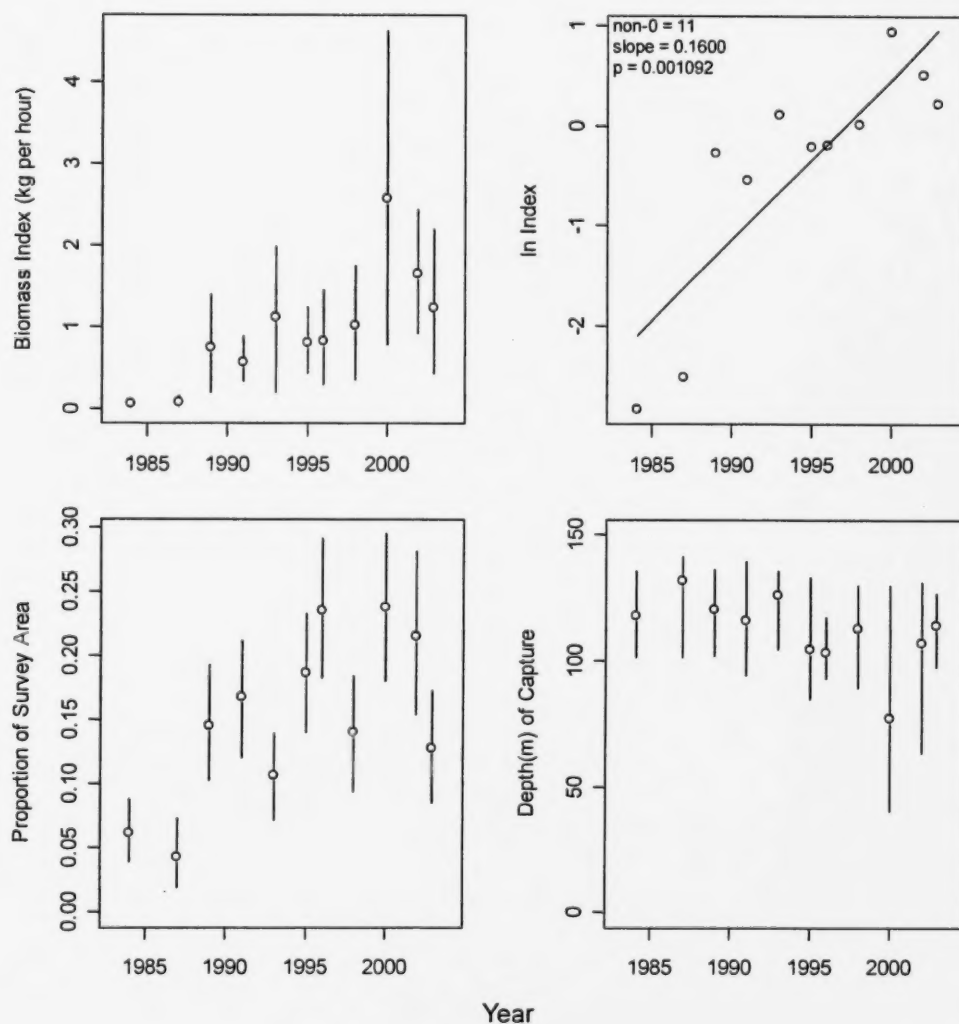 Biomass Index (kg per hour)
4
3
2
1
0
1985 1990 1995 2000
non-0 = 11
slope = 0.1600
p = 0.001092
ln Index
1
0
-1
-2
1985 1990 1995 2000
Proportion of Survey Area
0.30
0.25
0.20
0.15
0.10
0.05
0.00
1985 1990 1995 2000
Depth(m) of Capture
150
100
50
0
1985 1990 1995 2000
Year